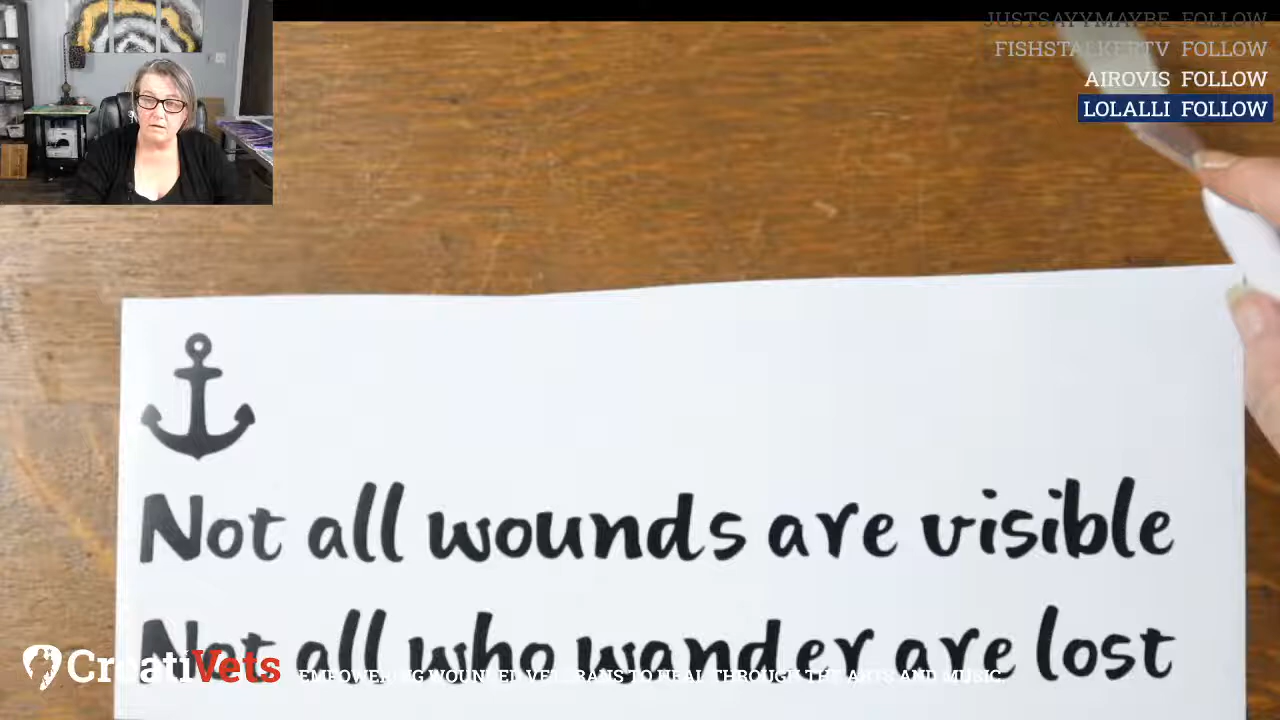 JUSTSAYYMAYBE FOLLOW
FISHSTALKERTV FOLLOW
AIROVIS FOLLOW
LOLALLI FOLLOW
Not all wounds are visible
Not all who wander are lost
CreatiVets
EMPOWERING WOUNDED VETERANS TO HEAL THROUGH THE ARTS AND MUSIC.